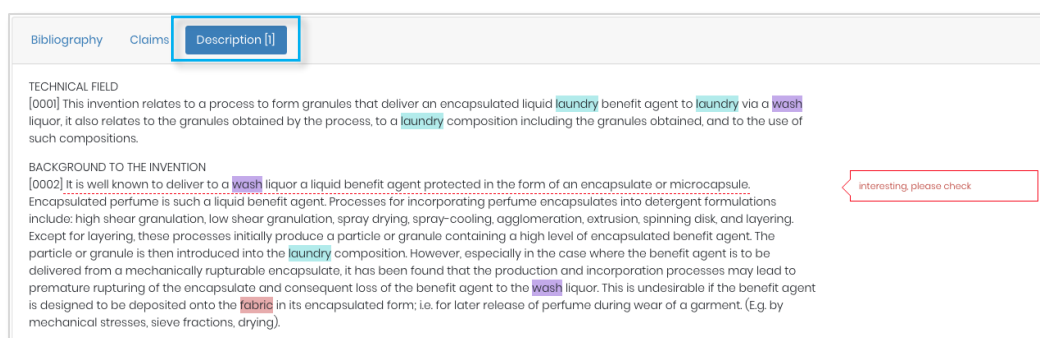 Bibliography Claims Description [1]
TECHNICAL FIELD
[0001] This invention relates to a process to form granules that deliver an encapsulated liquid laundry benefit agent to laundry via a wash
liquor, it also relates to the granules obtained by the process, to a laundry composition including the granules obtained, and to the use of
such compositions.
BACKGROUND TO THE INVENTION
[0002] It is well known to deliver to a wash liquor a liquid benefit agent protected in the form of an encapsulate or microcapsule.
interesting, please check
Encapsulated perfume is such a liquid benefit agent. Processes for incorporating perfume encapsulates into detergent formulations
include: high shear granulation, low shear granulation, spray drying, spray-cooling, agglomeration, extrusion, spinning disk, and layering.
Except for layering, these processes initially produce a particle or granule containing a high level of encapsulated benefit agent. The
particle or granule is then introduced into the laundry composition. However, especially in the case where the benefit agent is to be
delivered from a mechanically rupturable encapsulate, it has been found that the production and incorporation processes may lead to
premature rupturing of the encapsulate and consequent loss of the benefit agent to the wash liquor. This is undesirable if the benefit agent
is designed to be deposited onto the fabric in its encapsulated form; i.e. for later release of perfume during wear of a garment. (E.g. by
mechanical stresses, sieve fractions, drying).